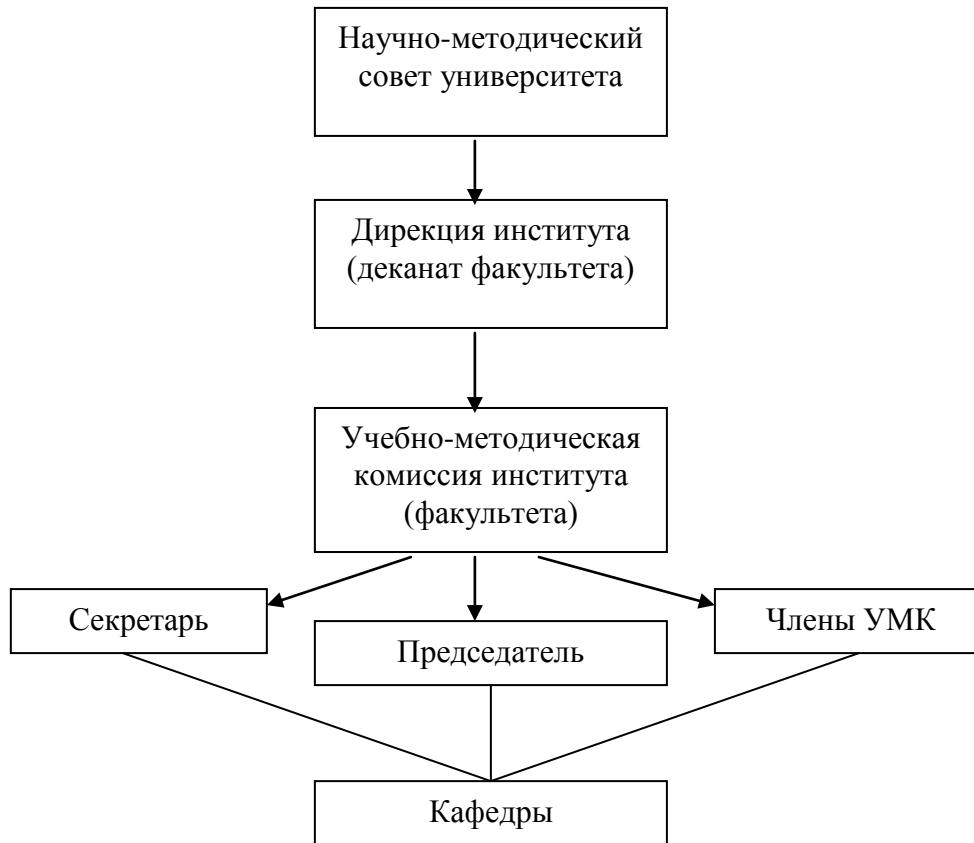 Научно-методический
совет университета
Дирекция института
(деканат факультета)
Учебно-методическая
комиссия института
(факультета)
Секретарь
Председатель
Члены УМК
Кафедры